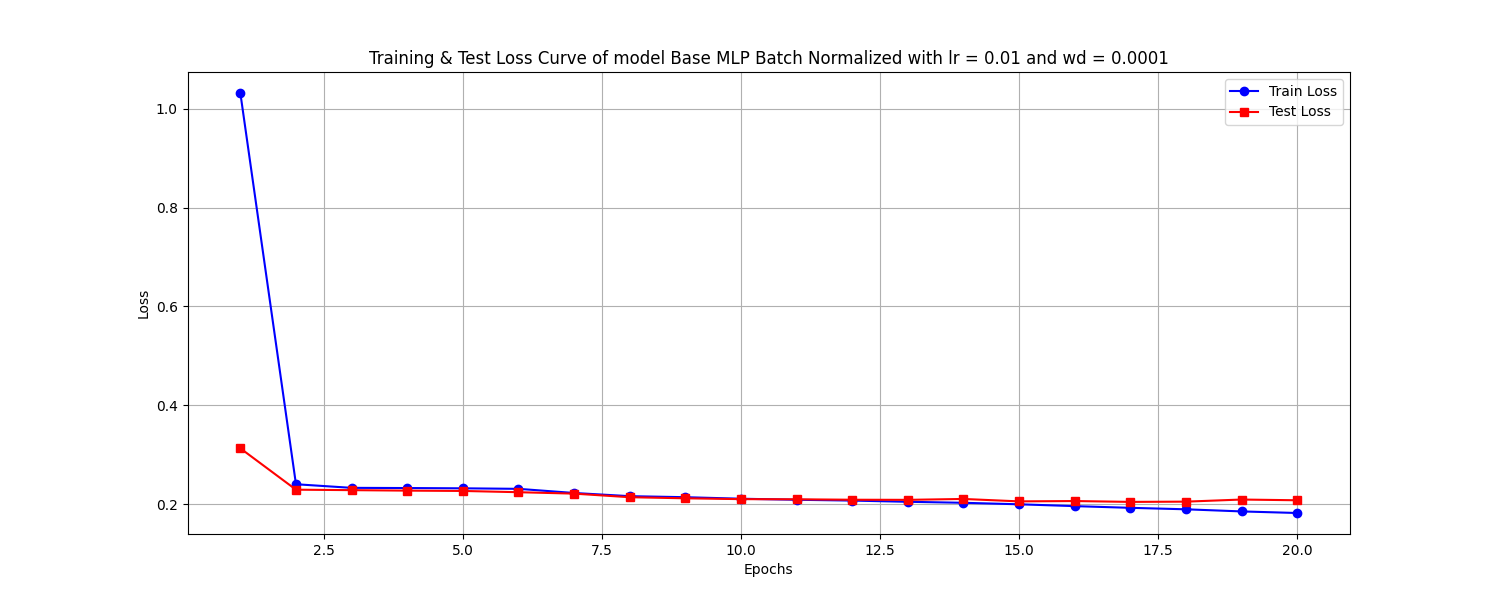 Training & Test Loss Curve of model Base MLP Batch Normalized with lr = 0.01 and wd = 0.0001
Train Loss
Test Loss
1.0
0.8
0.6
0.4
0.2
Loss
2.5 5.0 7.5 10.0 12.5 15.0 17.5 20.0
Epochs